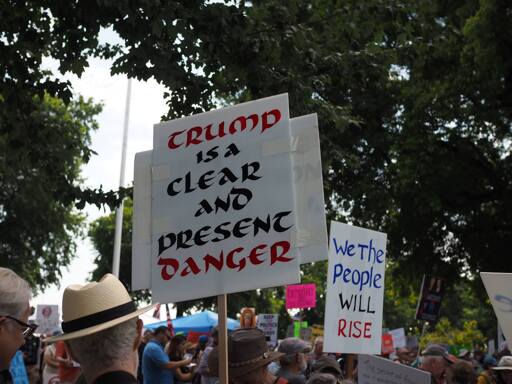 TRUMP
IS A
CLEAR
AND
PRESENT
DANGER
We The
People
WILL
RISE